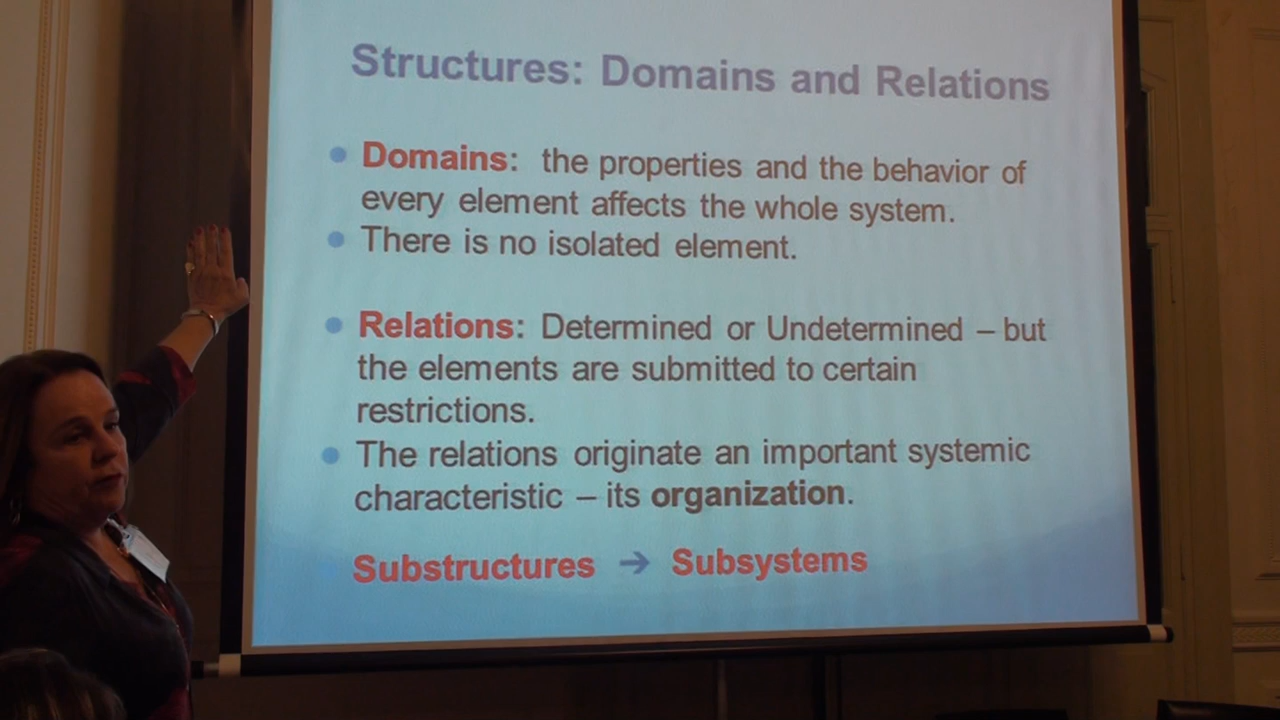 Structures: Domains and Relations
Domains: the properties and the behavior of
every element affects the whole system.
There is no isolated element.
Relations: Determined or Undetermined – but
the elements are submitted to certain
restrictions.
The relations originate an important systemic
characteristic – its organization.
Substructures → Subsystems